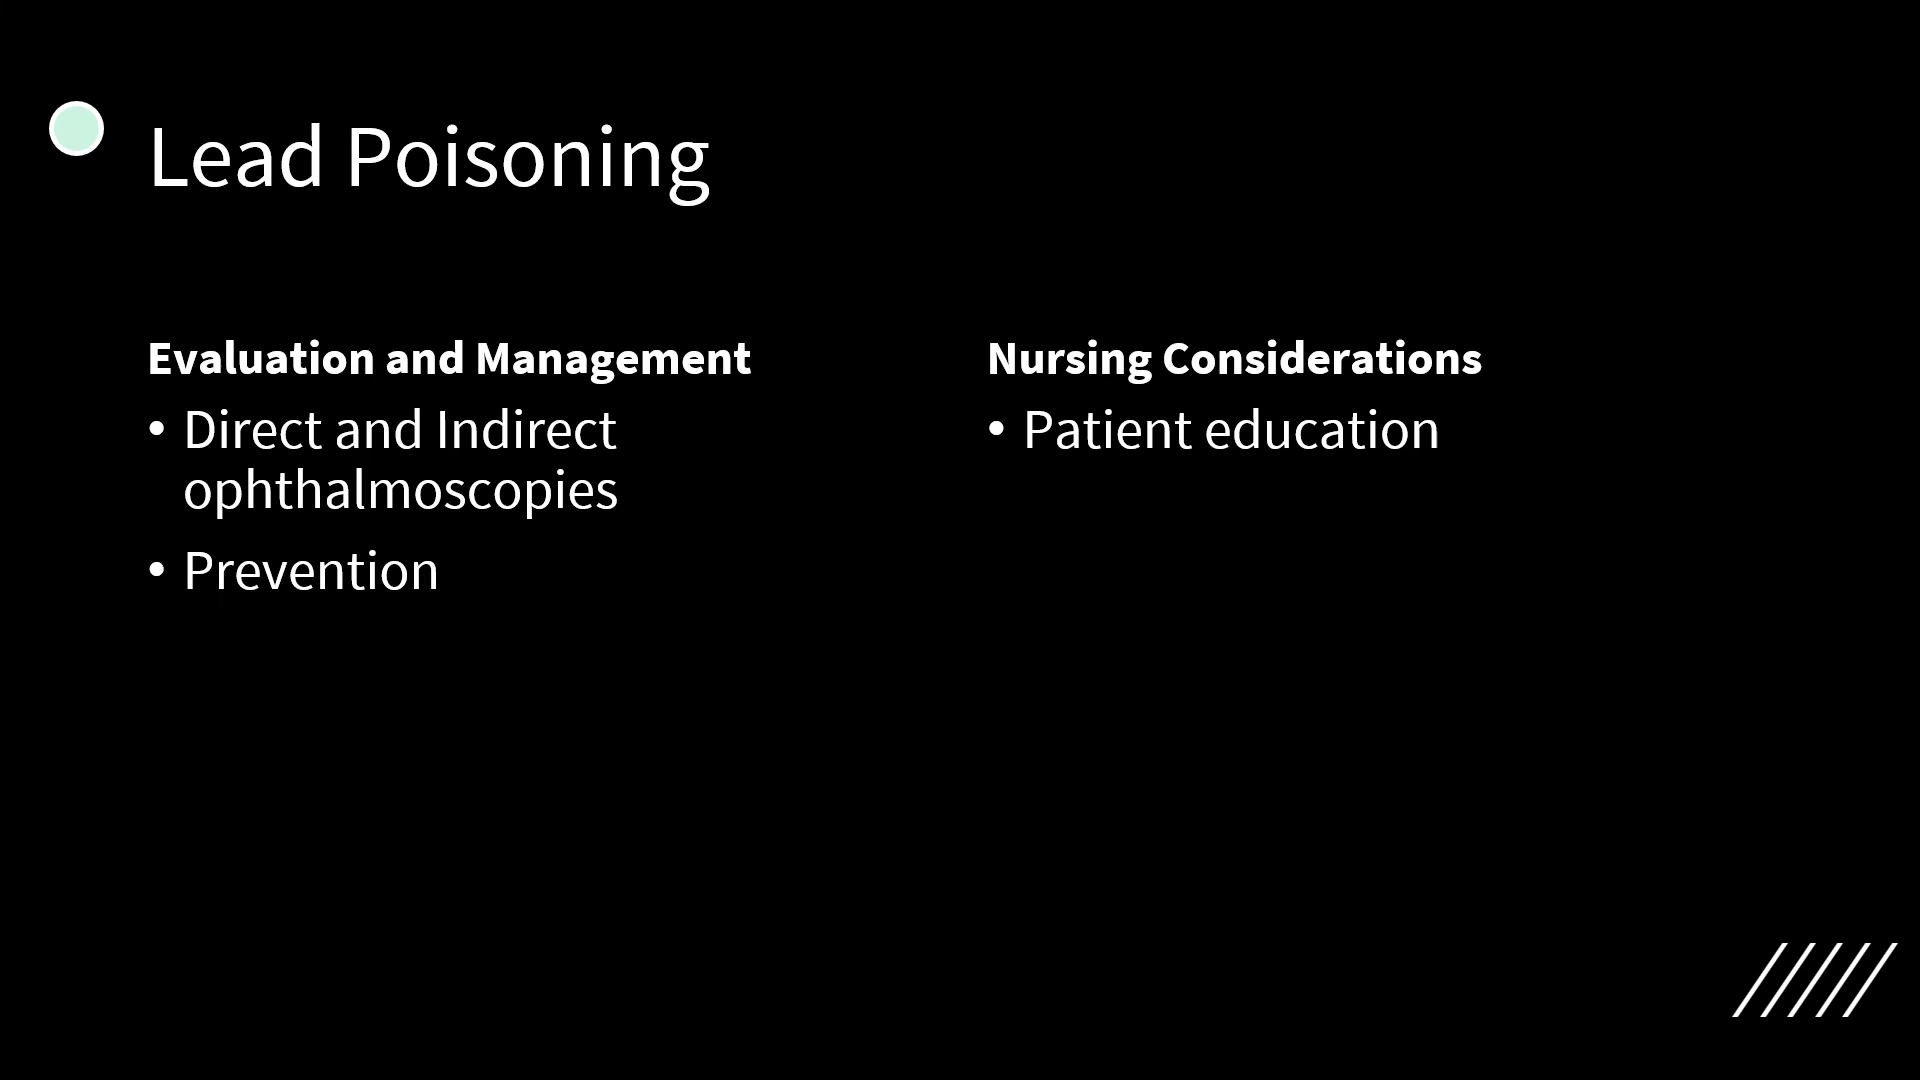 Lead Poisoning
Evaluation and Management
• Direct and Indirect
ophthalmoscopies
• Prevention
Nursing Considerations
• Patient education